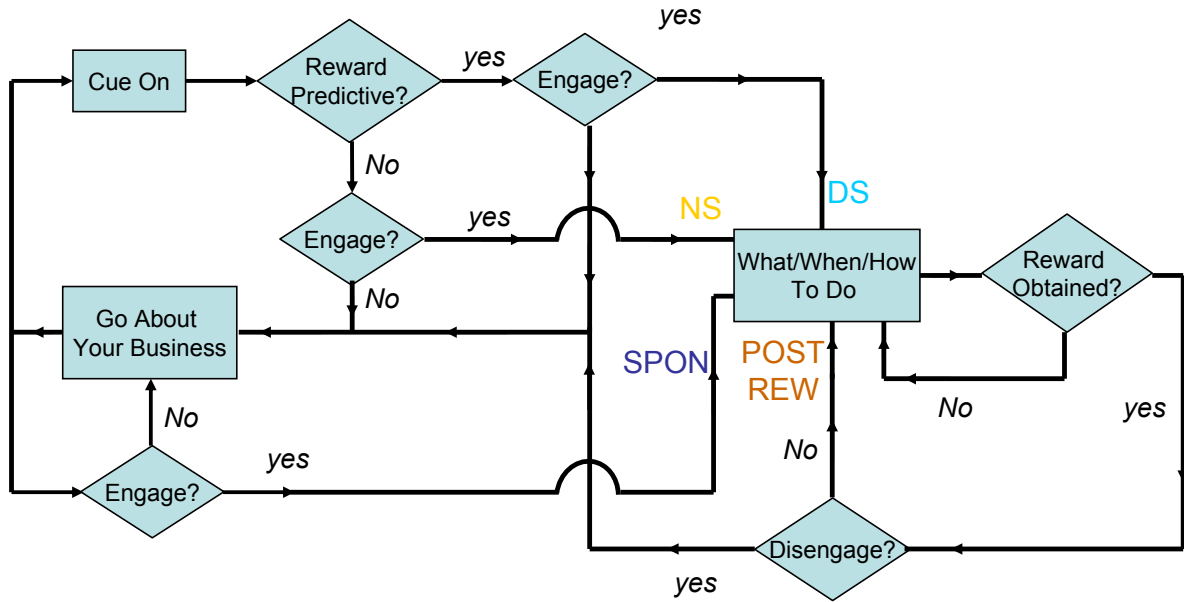 yes
Cue On
Reward
Predictive?
yes
Engage?
No
Engage?
yes
NS
DS
What/When/How
To Do
Reward
Obtained?
No
Go About
Your Business
SPON
POST
REW
No
yes
No
Engage?
yes
No
Disengage?
yes